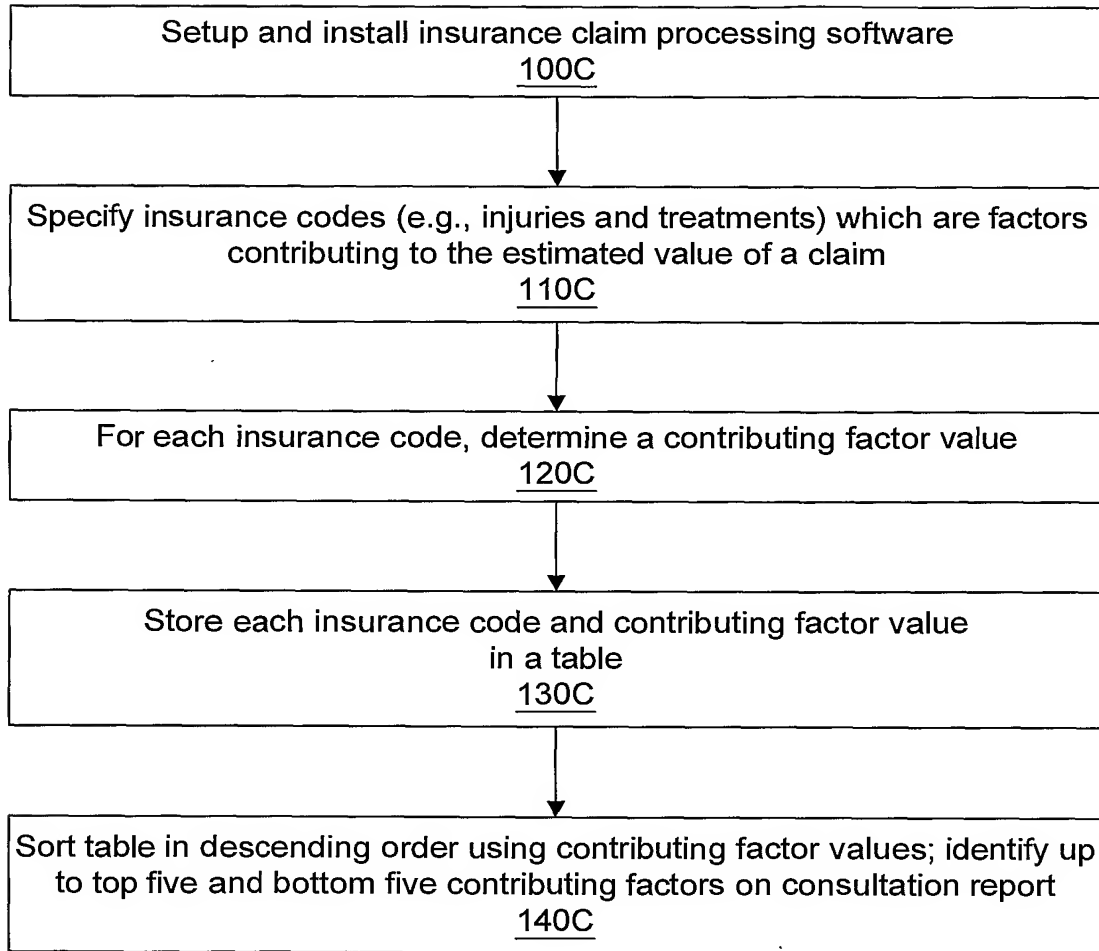 Setup and install insurance claim processing software
100C
Specify insurance codes (e.g., injuries and treatments) which are factors
contributing to the estimated value of a claim
110C
For each insurance code, determine a contributing factor value
120C
Store each insurance code and contributing factor value
in a table
130C
Sort table in descending order using contributing factor values; identify up
to top five and bottom five contributing factors on consultation report
140C